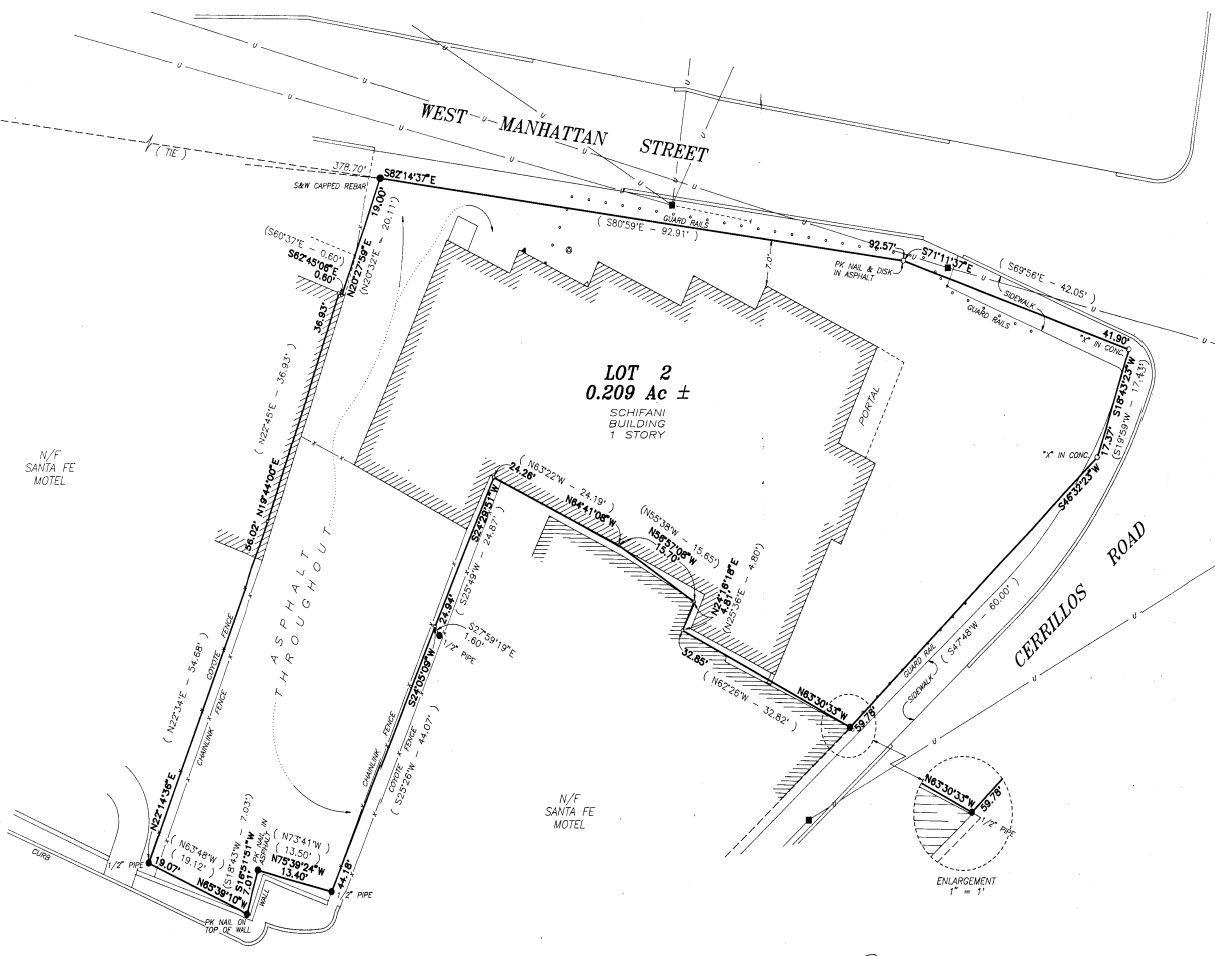 WEST MANHATTAN STREET
( TIE )
378.70'
S82°14'37"E
S&W CAPPED REBAR
19.00'
N20°27'59"E
(N20°32'E - 20.11')
(S60°37'E - 0.60')
S62°45'06"E
0.60'
GUARD RAILS
( S80°59'E - 92.91')
92.57'
7.0'
PK NAIL & DISK
IN ASPHALT
S71°11'37"E
( S69°56'E - 42.05' )
SIDEWALK
GUARD RAILS
41.90'
"X" IN CONC.
S18°43'23"W
17.37'
(S19°59'W - 17.43')
"X" IN CONC.
S46°32'23"W
36.93'
( N22°45'E - 36.93' )
N19°44'00"E
56.02'
LOT 2
0.209 Ac ±
SCHIFANI
BUILDING
1 STORY
PORTAL
N/F
SANTA FE
MOTEL
24.26'
( N63°22'W - 24.19')
N64°41'08"W
(N55°38'W - 15.65')
N56°57'08"W
15.70'
N24°16'18"E
4.81'
(N25°36'E - 4.80')
S24°29'51"W
24.94'
( S25°49'W - 24.87' )
S27°59'19"E
1.60'
1/2" PIPE
32.85'
( N62°26'W - 32.82' )
N63°30'33"W
59.78'
GUARD RAIL
SIDEWALK
( S47°48'W - 60.00' )
CERRILLOS ROAD
ASPHALT
THROUGHOUT
COYOTE FENCE
CHAINLINK FENCE
( N22°34'E - 54.68' )
N22°14'36"E
S24°05'09"W
CHAINLINK FENCE
COYOTE FENCE
( S25°26'W - 44.07' )
44.18'
N/F
SANTA FE
MOTEL
N63°30'33"W
59.78'
1/2" PIPE
ENLARGEMENT
1" = 1'
CURB
1/2" PIPE
19.07'
( N63°48'W )
( 19.12' )
N65°39'10"W
(S18°43'W - 7.03')
S16°51'51"W
7.01'
PK NAIL IN
ASPHALT
( N73°41'W )
( 13.50' )
N75°39'24"W
13.40'
WALL
1/2" PIPE
PK NAIL ON
TOP OF WALL